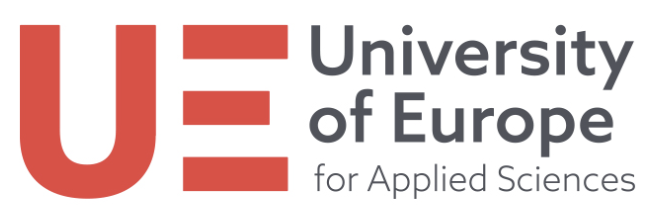 UE
University
of Europe
for Applied Sciences